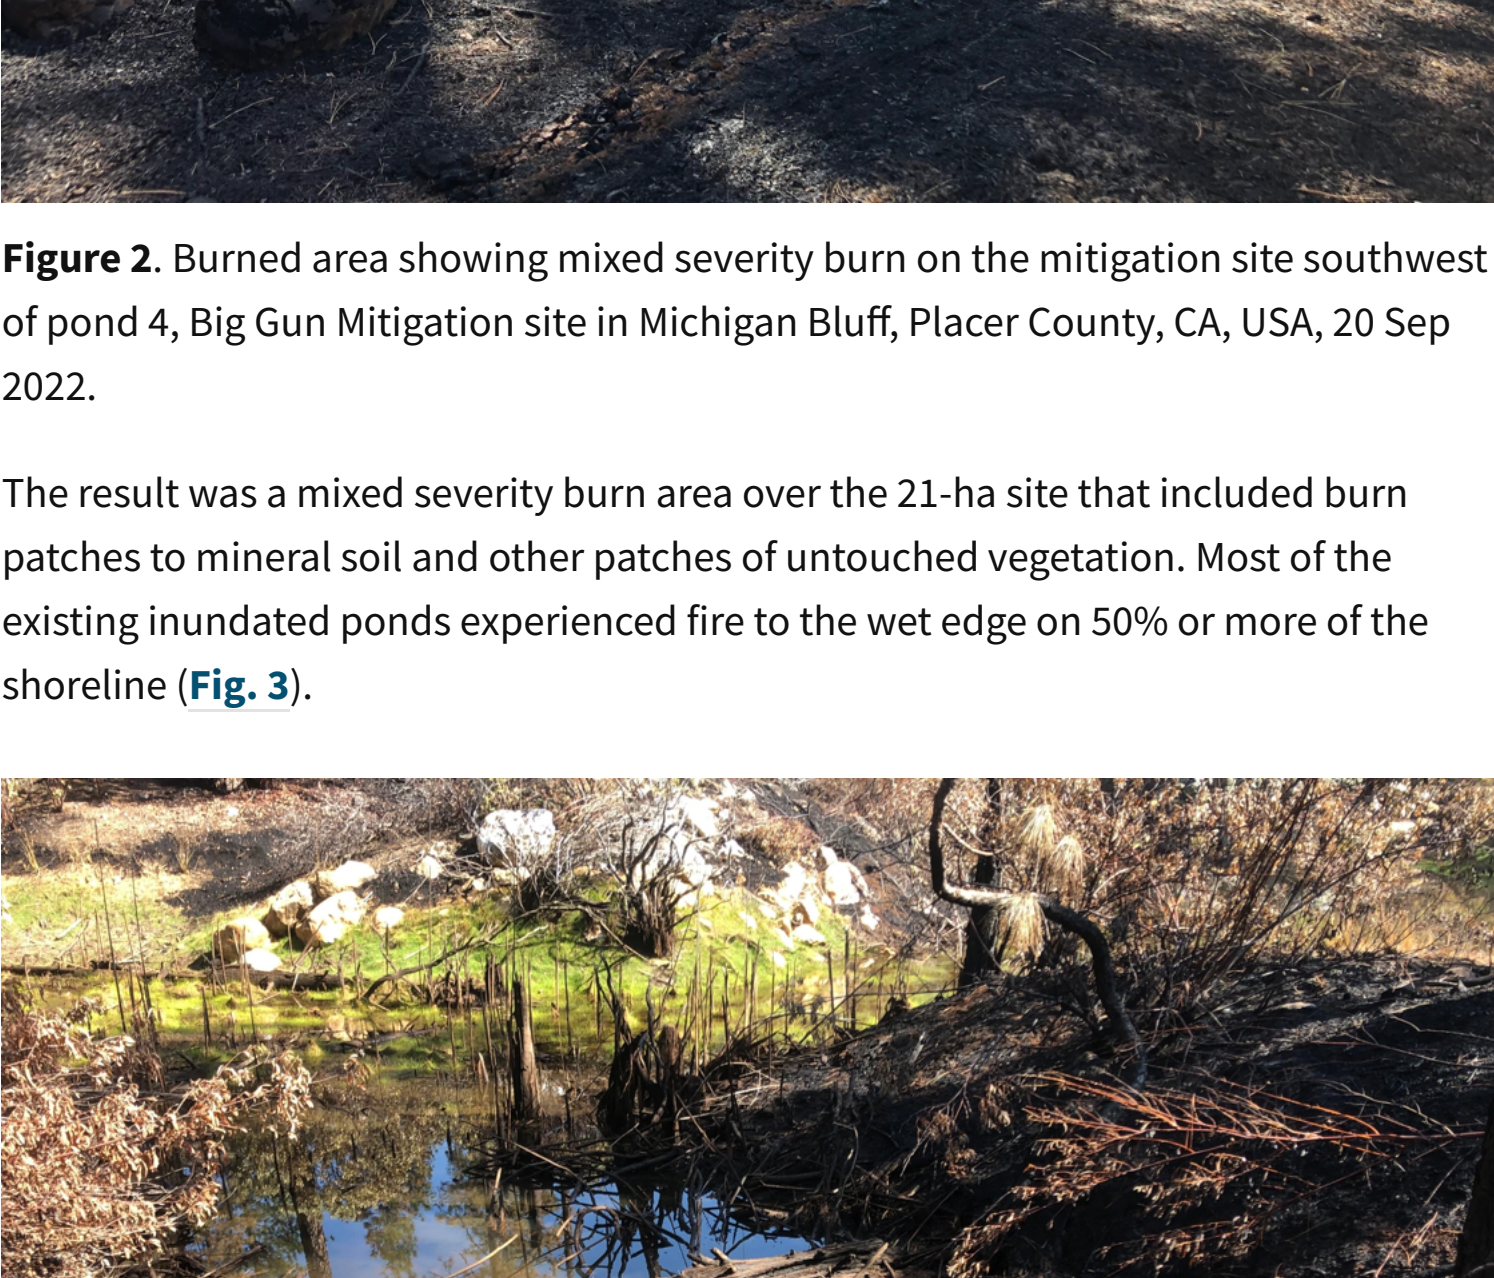 Figure 2. Burned area showing mixed severity burn on the mitigation site southwest
of pond 4, Big Gun Mitigation site in Michigan Bluff, Placer County, CA, USA, 20 Sep
2022.
The result was a mixed severity burn area over the 21-ha site that included burn
patches to mineral soil and other patches of untouched vegetation. Most of the
existing inundated ponds experienced fire to the wet edge on 50% or more of the
shoreline (Fig. 3).